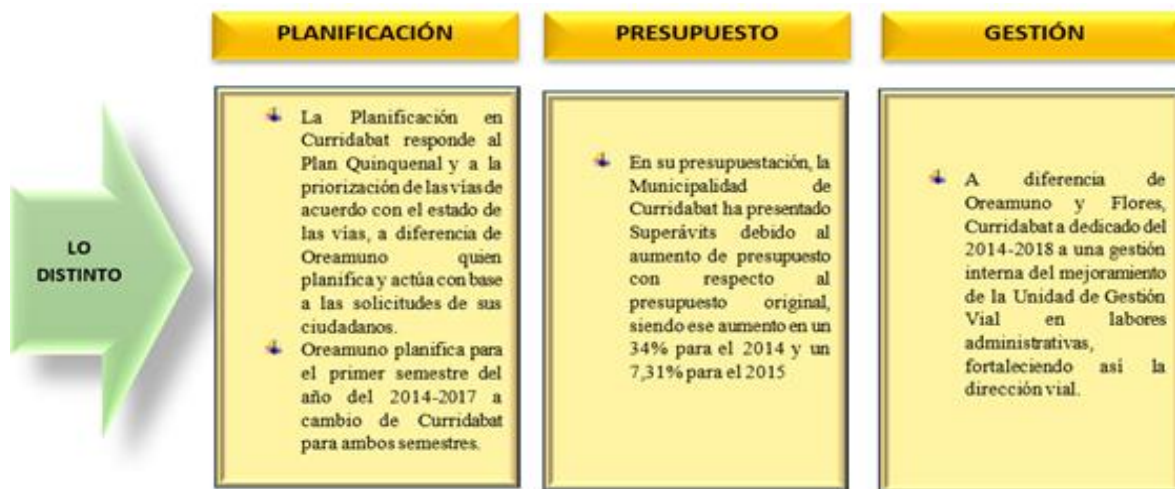 PLANIFICACIÓN
PRESUPUESTO
GESTIÓN
LO
DISTINTO
La Planificación en
Curridabat responde al
Plan Quinquenal y a la
priorización de las vías de
acuerdo con el estado de
las vías, a diferencia de
Oreamuno quien
planifica y actúa con base
a las solicitudes de sus
ciudadanos.
Oreamuno planifica para
el primer semestre del
año del 2014-2017 a
cambio de Curridabat
para ambos semestres.
En su presupuestación, la
Municipalidad de
Curridabat ha presentado
Superávits debido al
aumento de presupuesto
con respecto al
presupuesto original,
siendo ese aumento en un
34% para el 2014 y un
7,31% para el 2015
A diferencia de
Oreamuno y Flores,
Curridabat a dedicado del
2014-2018 a una gestión
interna del mejoramiento
de la Unidad de Gestión
Vial en labores
administrativas,
fortaleciendo así la
dirección vial.